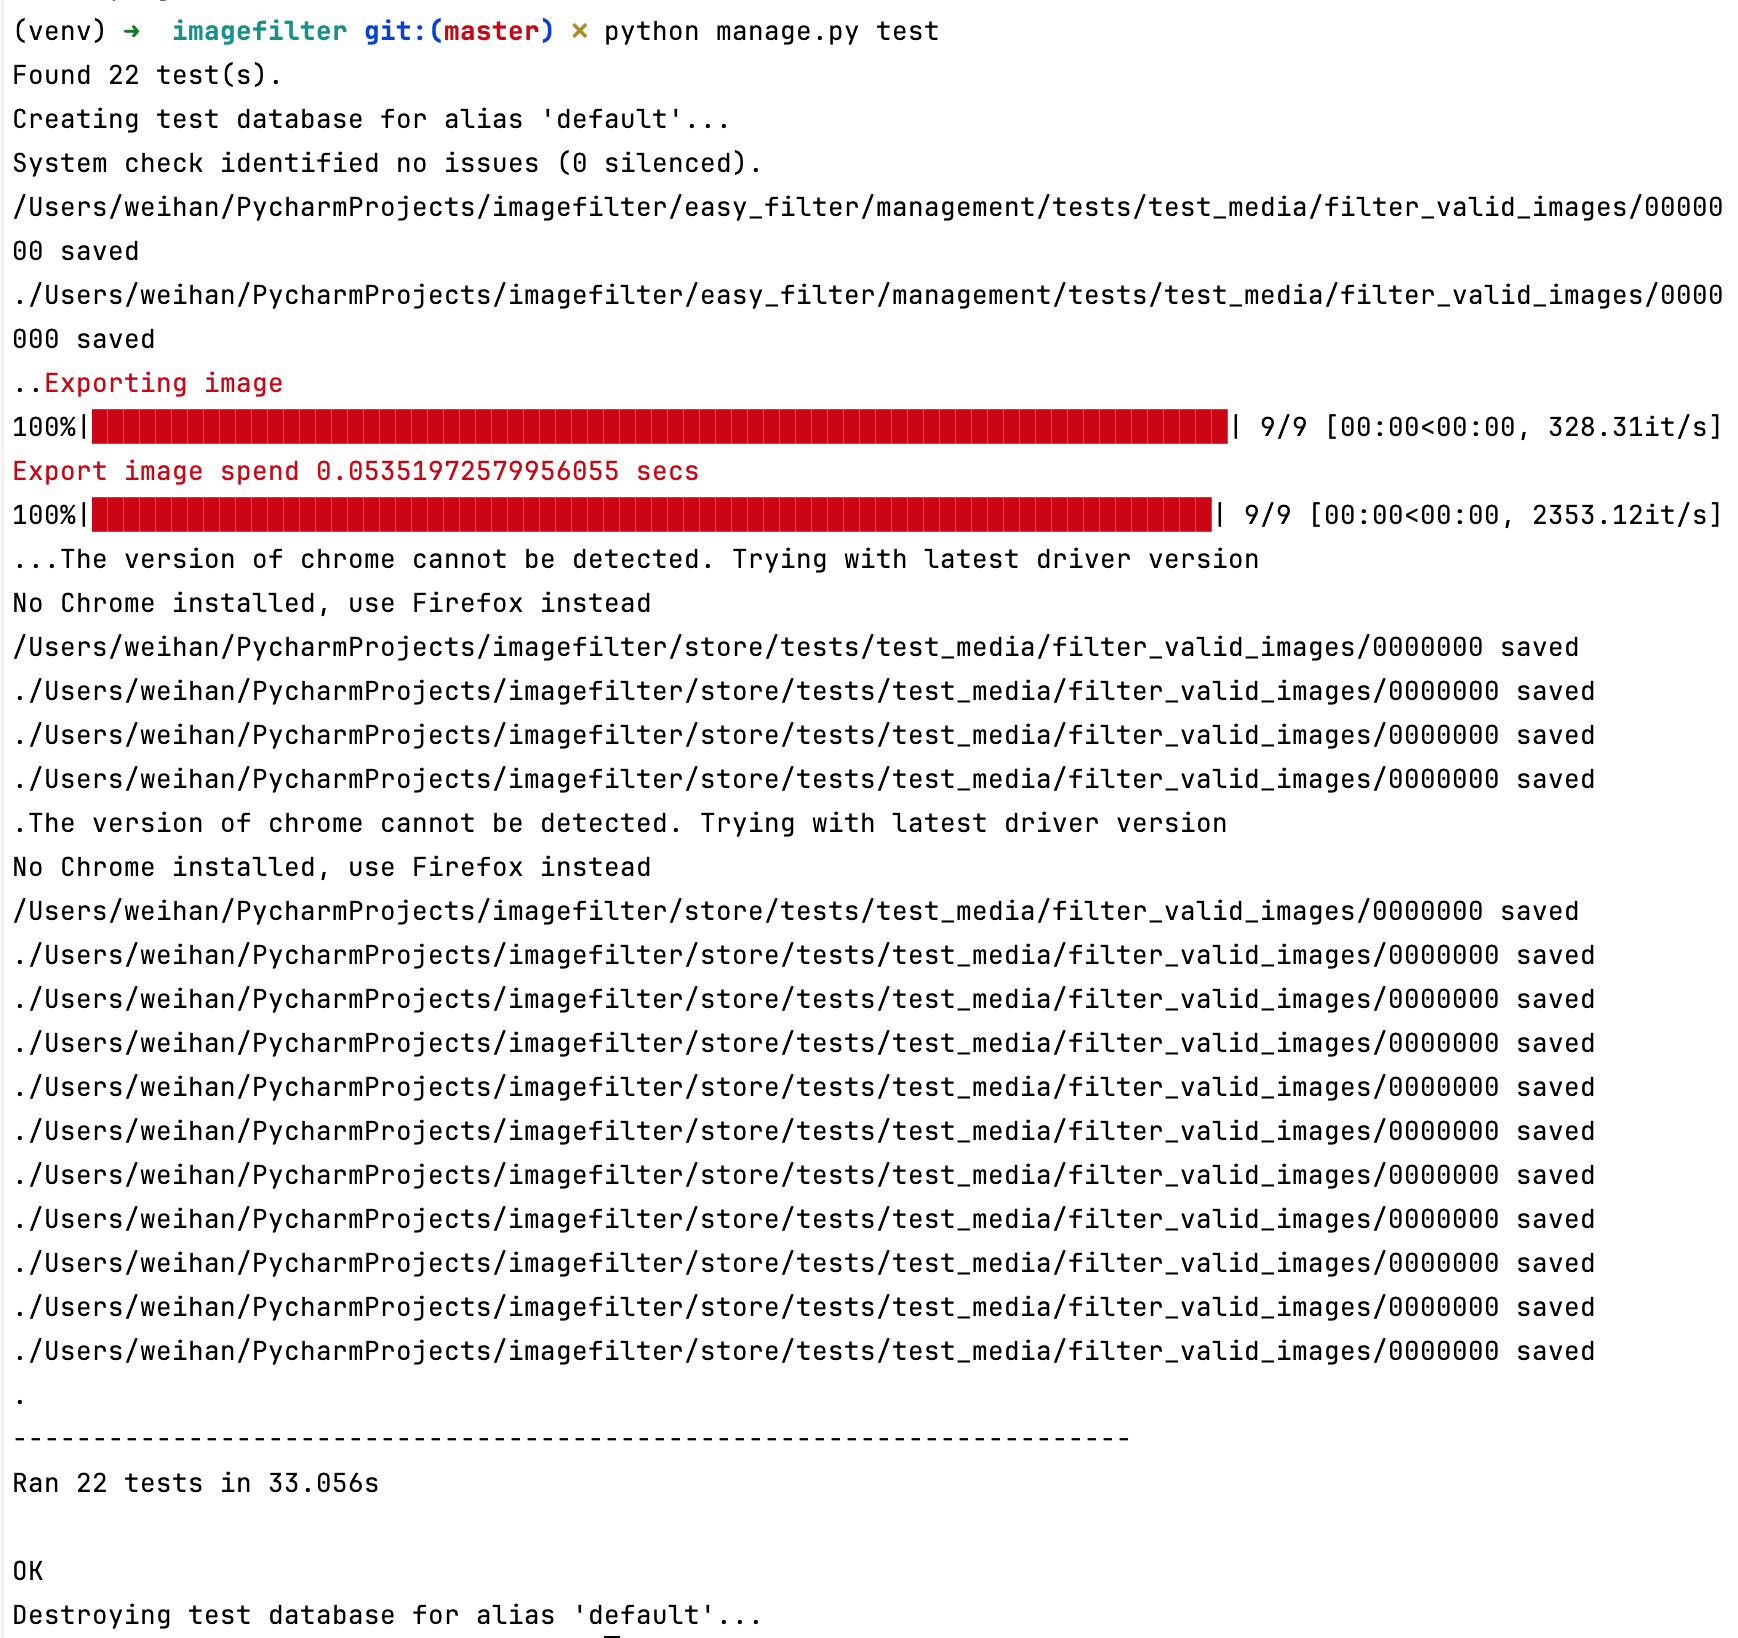 (venv) ➜  imagefilter git:(master) ✗ python manage.py test
Found 22 test(s).
Creating test database for alias 'default'...
System check identified no issues (0 silenced).
/Users/weihan/PycharmProjects/imagefilter/easy_filter/management/tests/test_media/filter_valid_images/00000
00 saved
./Users/weihan/PycharmProjects/imagefilter/easy_filter/management/tests/test_media/filter_valid_images/0000
000 saved
..Exporting image
100%|███████████████████████████████████████████████████████████████████████| 9/9 [00:00<00:00, 328.31it/s]
Export image spend 0.05351972579956055 secs
100%|██████████████████████████████████████████████████████████████████████| 9/9 [00:00<00:00, 2353.12it/s]
...The version of chrome cannot be detected. Trying with latest driver version
No Chrome installed, use Firefox instead
/Users/weihan/PycharmProjects/imagefilter/store/tests/test_media/filter_valid_images/0000000 saved
./Users/weihan/PycharmProjects/imagefilter/store/tests/test_media/filter_valid_images/0000000 saved
./Users/weihan/PycharmProjects/imagefilter/store/tests/test_media/filter_valid_images/0000000 saved
./Users/weihan/PycharmProjects/imagefilter/store/tests/test_media/filter_valid_images/0000000 saved
.The version of chrome cannot be detected. Trying with latest driver version
No Chrome installed, use Firefox instead
/Users/weihan/PycharmProjects/imagefilter/store/tests/test_media/filter_valid_images/0000000 saved
./Users/weihan/PycharmProjects/imagefilter/store/tests/test_media/filter_valid_images/0000000 saved
./Users/weihan/PycharmProjects/imagefilter/store/tests/test_media/filter_valid_images/0000000 saved
./Users/weihan/PycharmProjects/imagefilter/store/tests/test_media/filter_valid_images/0000000 saved
./Users/weihan/PycharmProjects/imagefilter/store/tests/test_media/filter_valid_images/0000000 saved
./Users/weihan/PycharmProjects/imagefilter/store/tests/test_media/filter_valid_images/0000000 saved
./Users/weihan/PycharmProjects/imagefilter/store/tests/test_media/filter_valid_images/0000000 saved
./Users/weihan/PycharmProjects/imagefilter/store/tests/test_media/filter_valid_images/0000000 saved
./Users/weihan/PycharmProjects/imagefilter/store/tests/test_media/filter_valid_images/0000000 saved
./Users/weihan/PycharmProjects/imagefilter/store/tests/test_media/filter_valid_images/0000000 saved
./Users/weihan/PycharmProjects/imagefilter/store/tests/test_media/filter_valid_images/0000000 saved
.
----------------------------------------------------------------------
Ran 22 tests in 33.056s
OK
Destroying test database for alias 'default'...